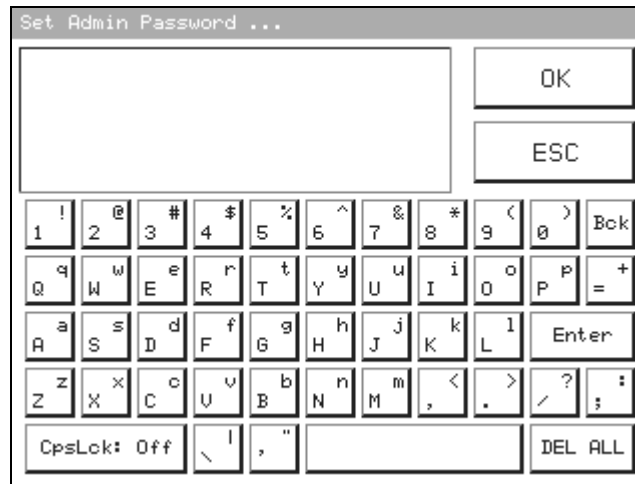 Set Admin Password ...
OK
ESC
! @ # $ % ^ & * ( )
1 2 3 4 5 6 7 8 9 0 Bck
q w e r t y u i o p +
Q W E R T Y U I O P =
a s d f g h j k l
A S D F G H J K L Enter
z x c v b n m < > ? :
Z X C V B N M , . / ;
| "
CpsLck: Off \ , DEL ALL